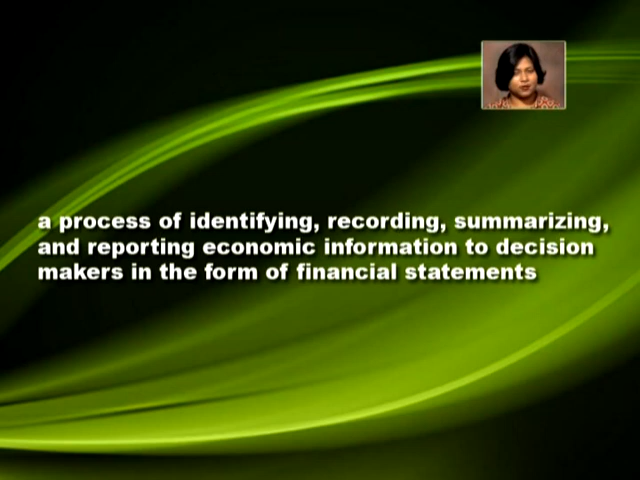 a process of identifying, recording, summarizing,
and reporting economic information to decision
makers in the form of financial statements